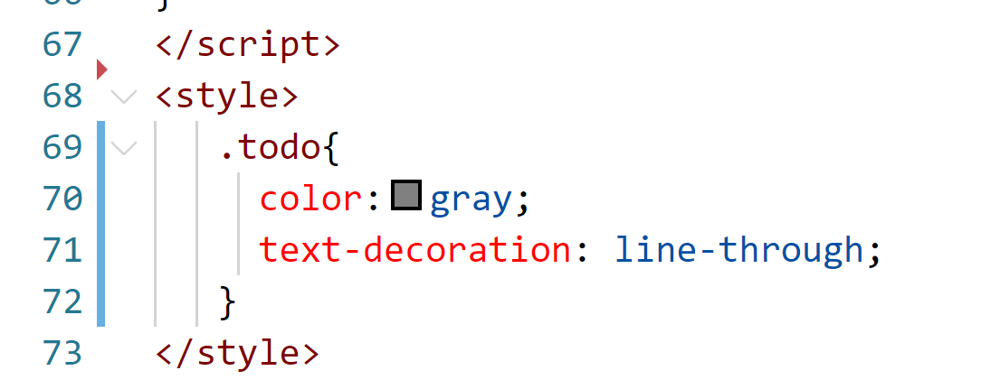 }
67 </script>
68 <style>
69 .todo{
70 color: gray;
71 text-decoration: line-through;
72 }
73 </style>